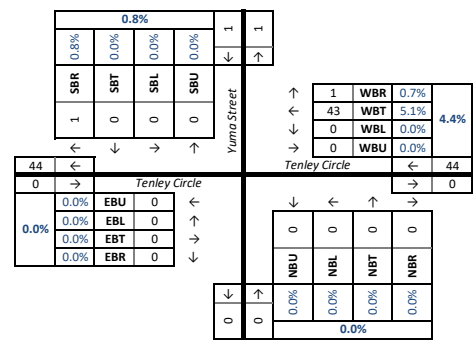 0.8%
0.8% 0.0% 0.0% 0.0%
SBR SBT SBL SBU
1 0 0 0
← ↓ → ↑
1 1
↓ ↑
Yuma Street
↑ 1 WBR 0.7%
← 43 WBT 5.1%
↓ 0 WBL 0.0%
→ 0 WBU 0.0%
4.4%
44 ←
0 →
Tenley Circle
Tenley Circle
← 44
→ 0
0.0%
0.0% EBU 0 ←
0.0% EBL 0 ↑
0.0% EBT 0 →
0.0% EBR 0 ↓
↓ ← ↑ →
0 0 0 0
NBU NBL NBT NBR
0.0% 0.0% 0.0% 0.0%
0.0%
↓ ↑
0 0